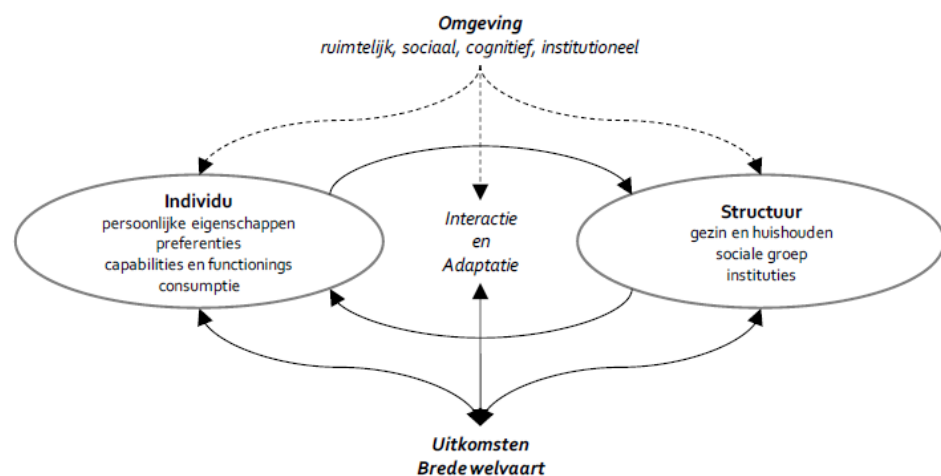 Omgeving
ruimtelijk, sociaal, cognitief, institutioneel
Individu
persoonlijke eigenschappen
preferenties
capabilities en functionings
consumptie
Interactie
en
Adaptatie
Structuur
gezin en huishouden
sociale groep
instituties
Uitkomsten
Brede welvaart